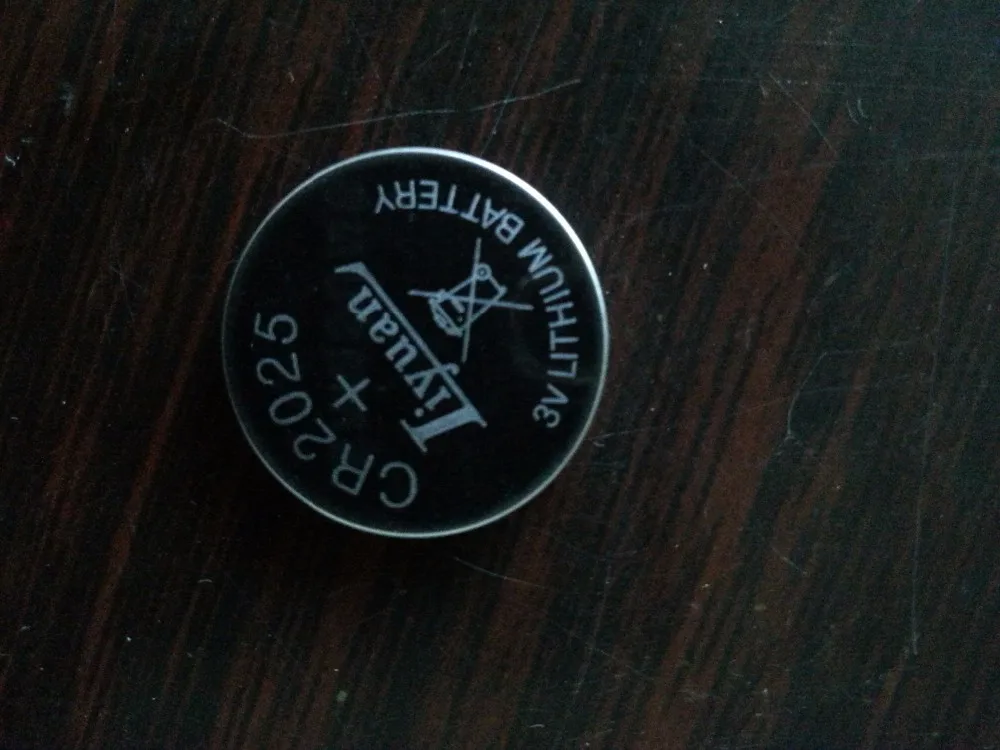 CR2025
+
Liyuan
3V LITHIUM BATTERY